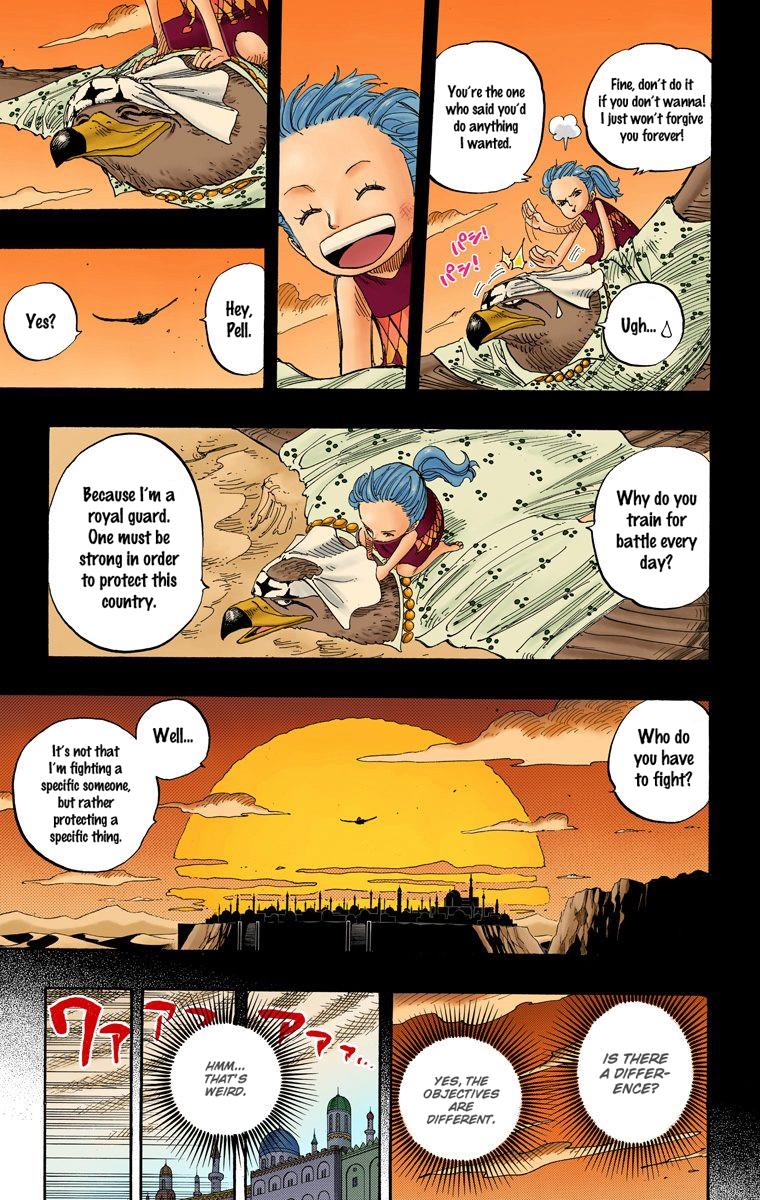 Fine, don't do it
if you don't wanna!
I just won't forgive
you forever!
You're the one
who said you'd
do anything
I wanted.
パシ!
パシ!
Ugh...
Hey,
Pell.
Yes?
Why do you
train for
battle every
day?
Because I'm a
royal guard.
One must be
strong in order
to protect this
country.
Who do
you have
to fight?
Well...
It's not that
I'm fighting a
specific someone,
but rather
protecting a
specific thing.
IS THERE
A DIFFER-
ENCE?
YES, THE
OBJECTIVES
ARE
DIFFERENT.
HMM...
THAT'S
WEIRD.
ワァァァァァァ...